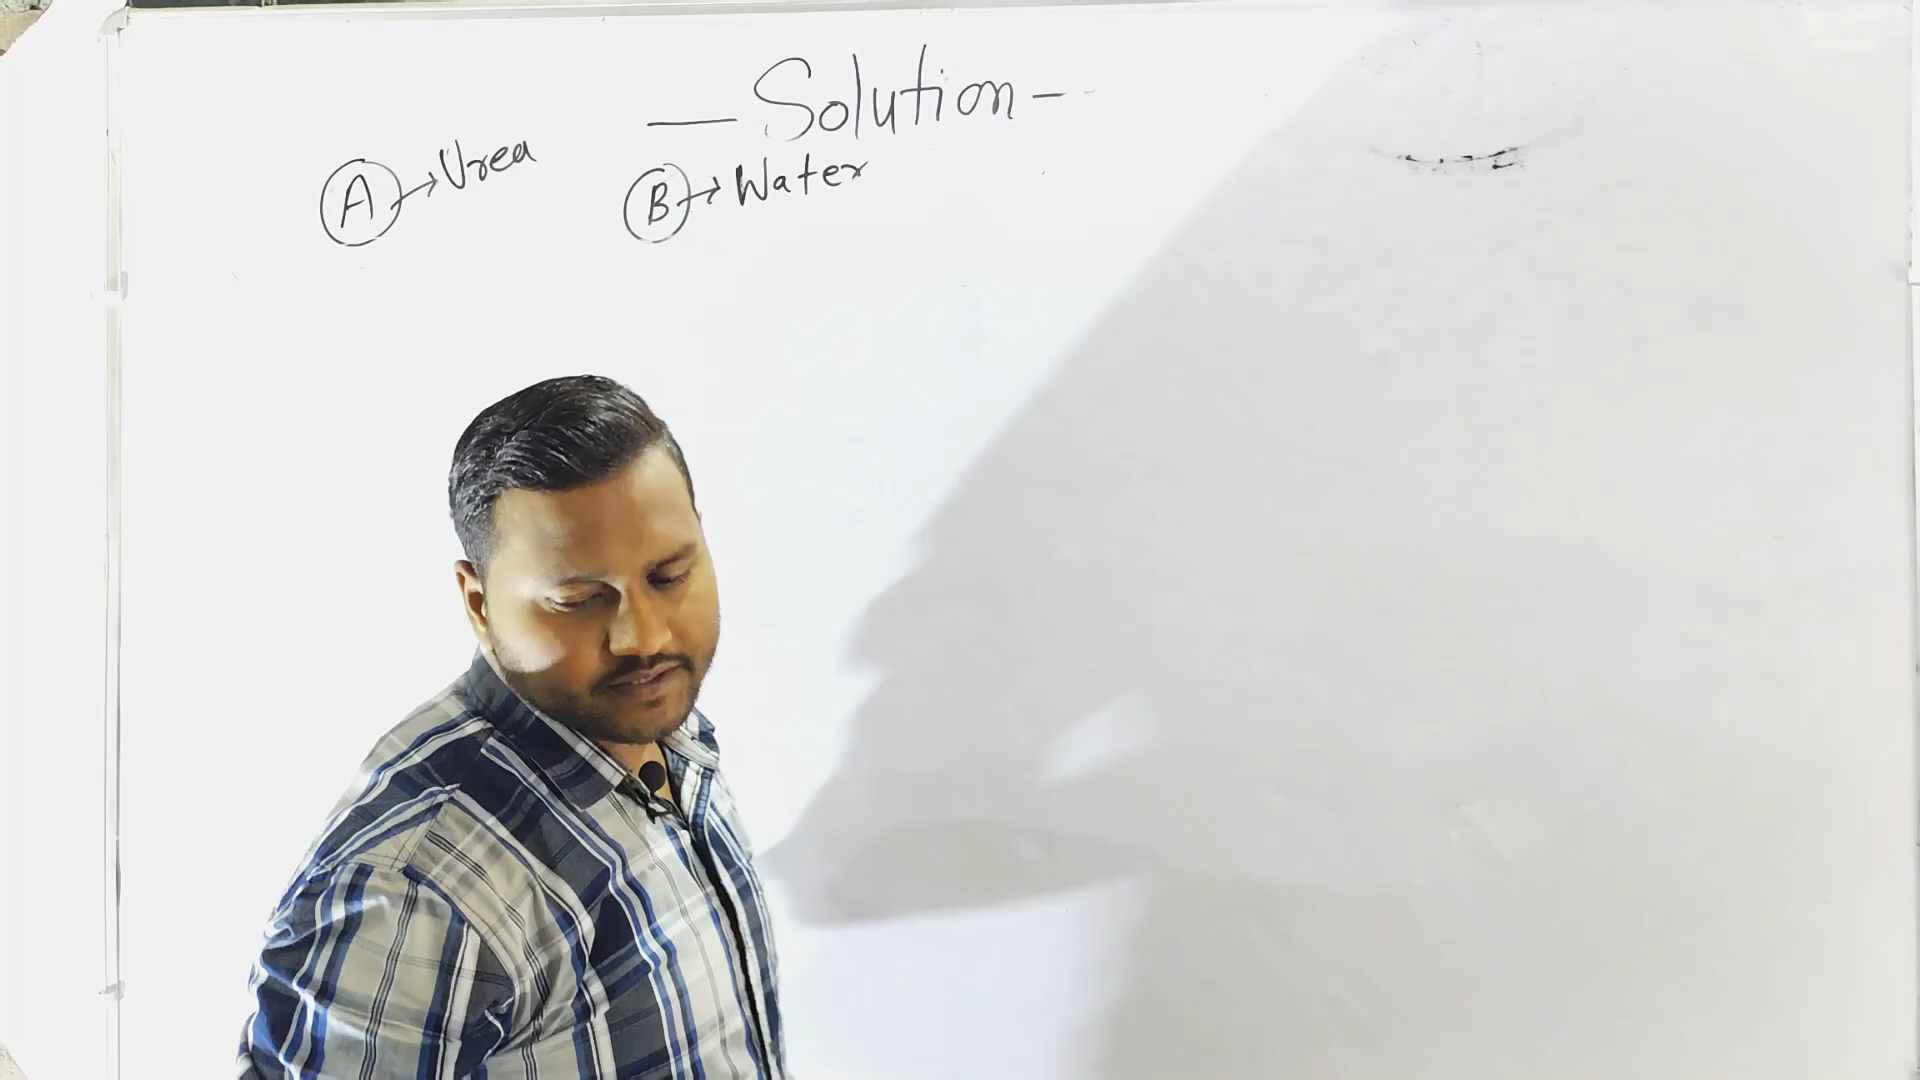 — Solution -
A → Urea B → Water